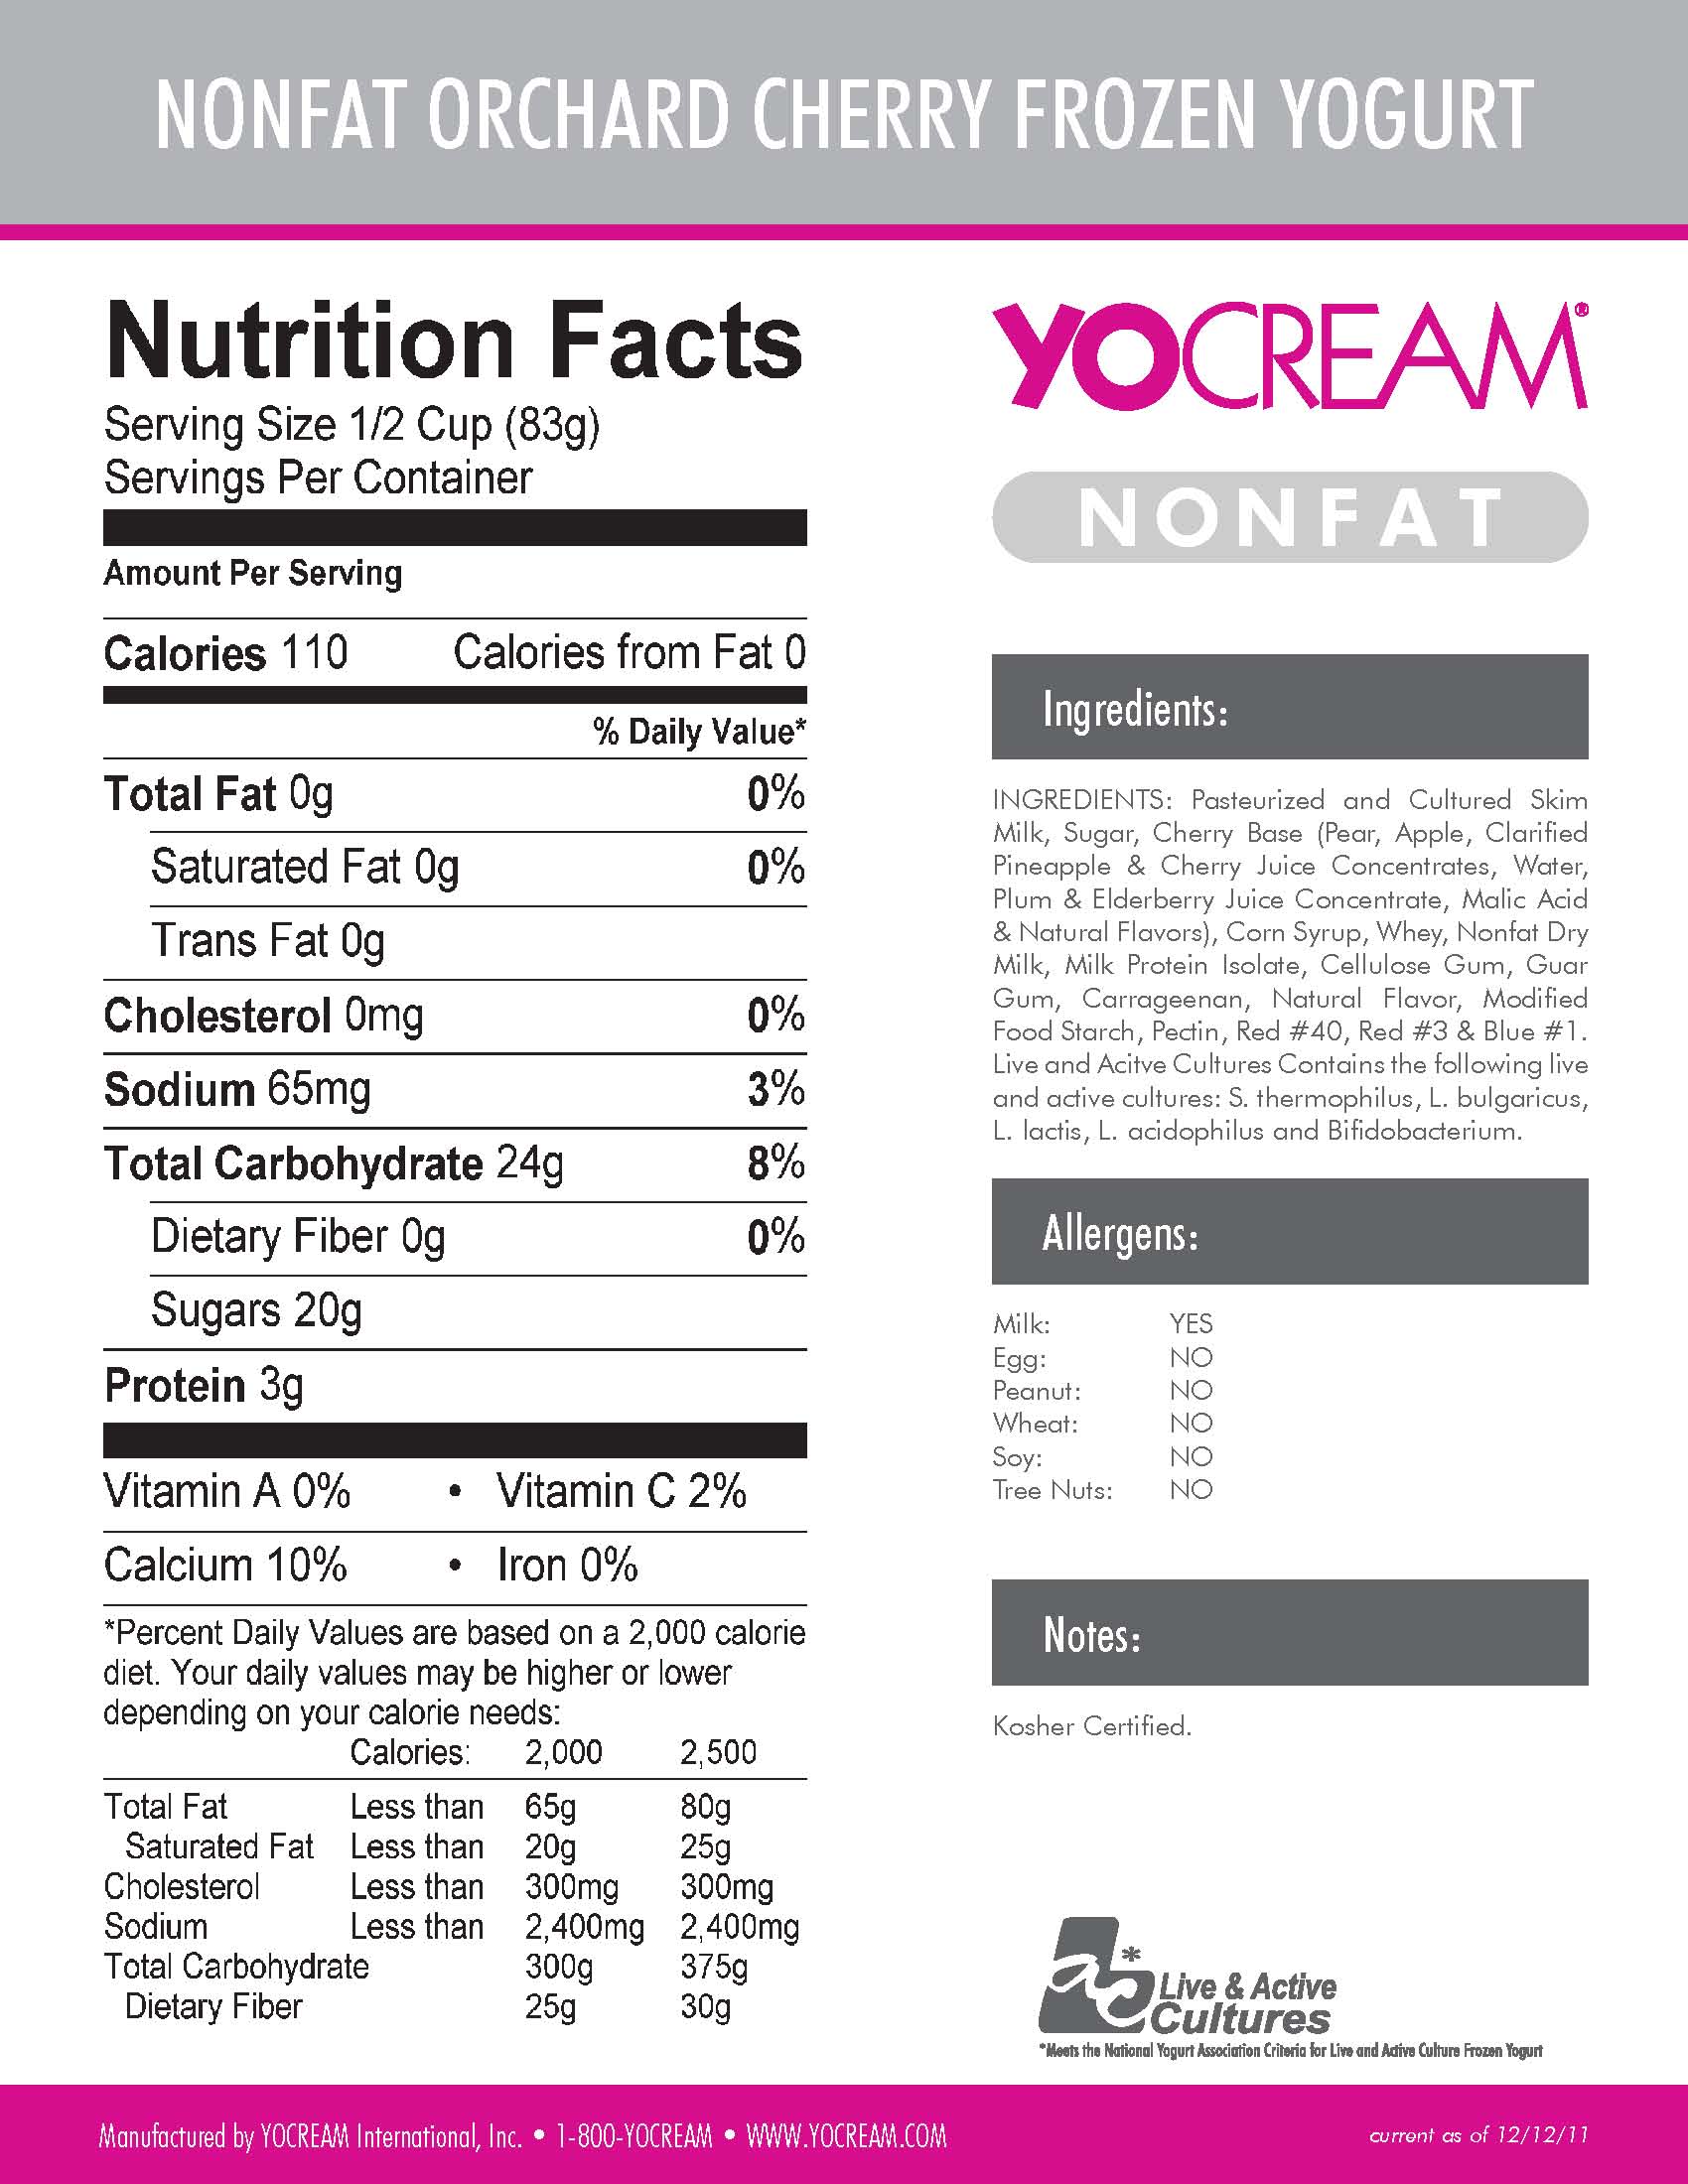 NONFAT ORCHARD CHERRY FROZEN YOGURT
Nutrition Facts
Serving Size 1/2 Cup (83g)
Servings Per Container
Amount Per Serving
Calories 110 Calories from Fat 0
% Daily Value*
Total Fat 0g 0%
Saturated Fat 0g 0%
Trans Fat 0g
Cholesterol 0mg 0%
Sodium 65mg 3%
Total Carbohydrate 24g 8%
Dietary Fiber 0g 0%
Sugars 20g
Protein 3g
Vitamin A 0% • Vitamin C 2%
Calcium 10% • Iron 0%
*Percent Daily Values are based on a 2,000 calorie
diet. Your daily values may be higher or lower
depending on your calorie needs:
Calories: 2,000 2,500
Total Fat Less than 65g 80g
Saturated Fat Less than 20g 25g
Cholesterol Less than 300mg 300mg
Sodium Less than 2,400mg 2,400mg
Total Carbohydrate 300g 375g
Dietary Fiber 25g 30g
YOCREAM®
NONFAT
Ingredients:
INGREDIENTS: Pasteurized and Cultured Skim
Milk, Sugar, Cherry Base (Pear, Apple, Clarified
Pineapple & Cherry Juice Concentrates, Water,
Plum & Elderberry Juice Concentrate, Malic Acid
& Natural Flavors), Corn Syrup, Whey, Nonfat Dry
Milk, Milk Protein Isolate, Cellulose Gum, Guar
Gum, Carrageenan, Natural Flavor, Modified
Food Starch, Pectin, Red #40, Red #3 & Blue #1.
Live and Acitve Cultures Contains the following live
and active cultures: S. thermophilus, L. bulgaricus,
L. lactis, L. acidophilus and Bifidobacterium.
Allergens:
Milk: YES
Egg: NO
Peanut: NO
Wheat: NO
Soy: NO
Tree Nuts: NO
Notes:
Kosher Certified.
ac*
Live & Active
Cultures
*Meets the National Yogurt Association Criteria for Live and Active Culture Frozen Yogurt
Manufactured by YOCREAM International, Inc. • 1-800-YOCREAM • WWW.YOCREAM.COM
current as of 12/12/11